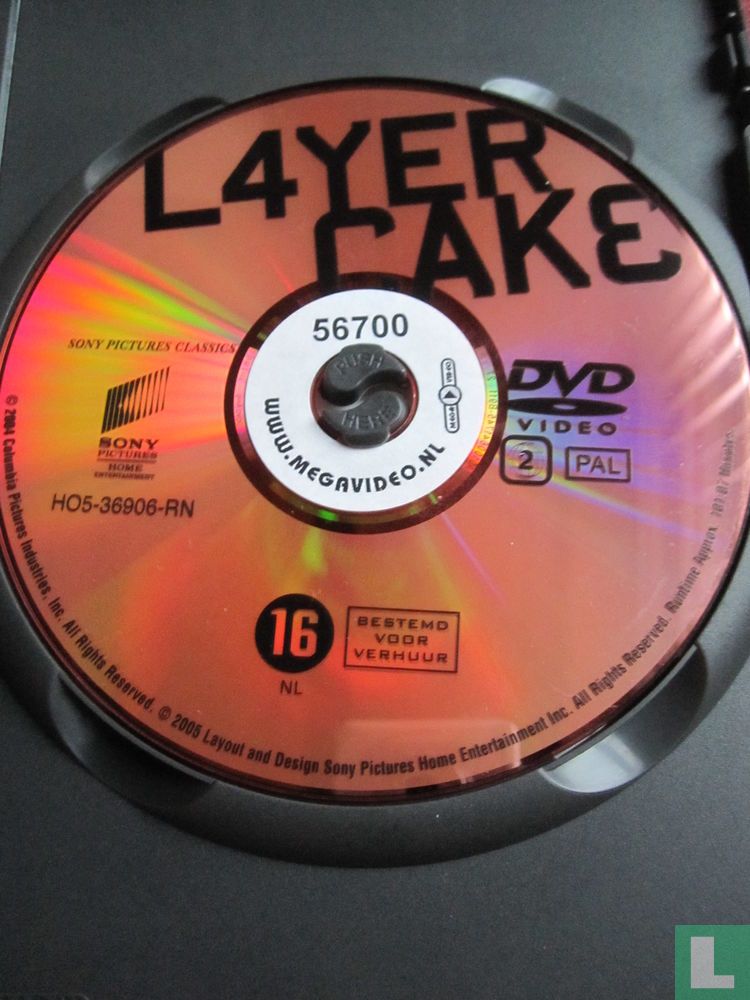 L4YER
CAKE
SONY PICTURES CLASSICS
SONY
PICTURES
HOME
ENTERTAINMENT
HO5-36906-RN
56700
PUSH
HERE
WWW.MEGAVIDEO.NL
DVD
VIDEO
2
PAL
16
NL
BESTEMD
VOOR
VERHUUR
© 2004 Columbia Pictures Industries, Inc. All Rights Reserved. © 2005 Layout and Design Sony Pictures Home Entertainment Inc. All Rights Reserved. Runtime Approx.
L